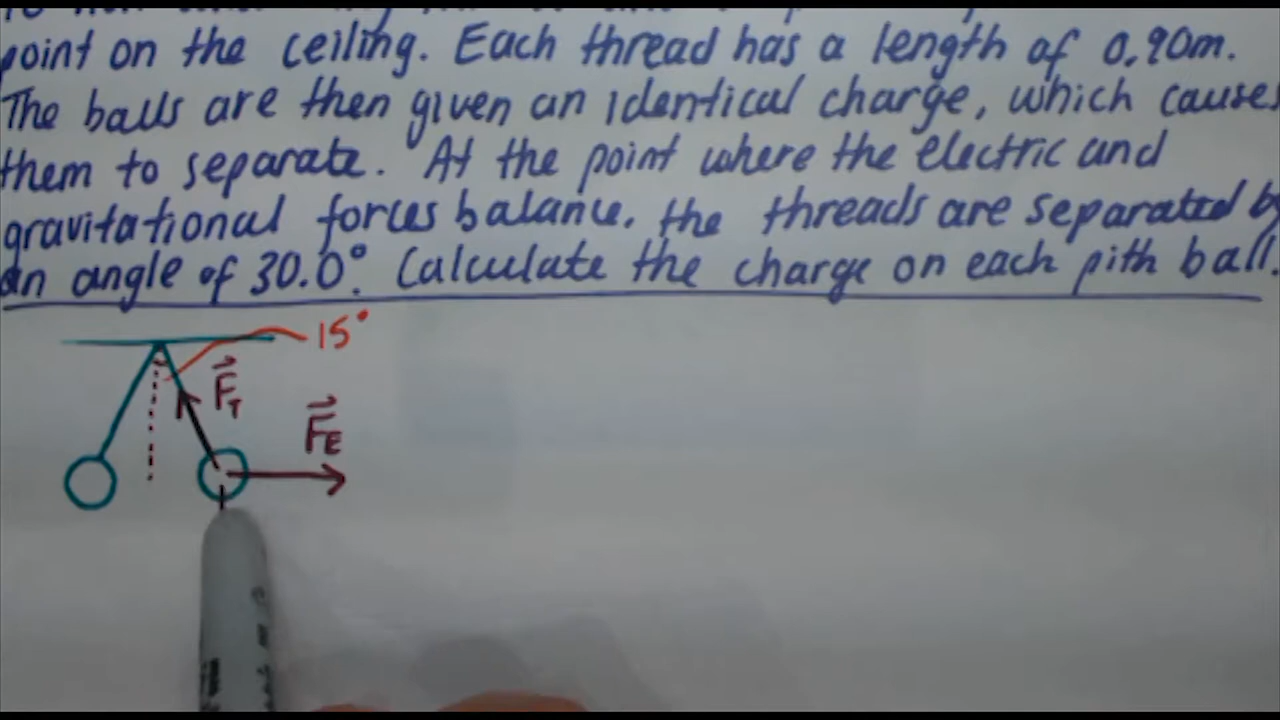 point on the ceiling. Each thread has a length of 0.90m.
The balls are then given an identical charge, which causes
them to separate. At the point where the electric and
gravitational forces balance, the threads are separated by
an angle of 30.0°. Calculate the charge on each pith ball.
15°
F⃗T
F⃗E